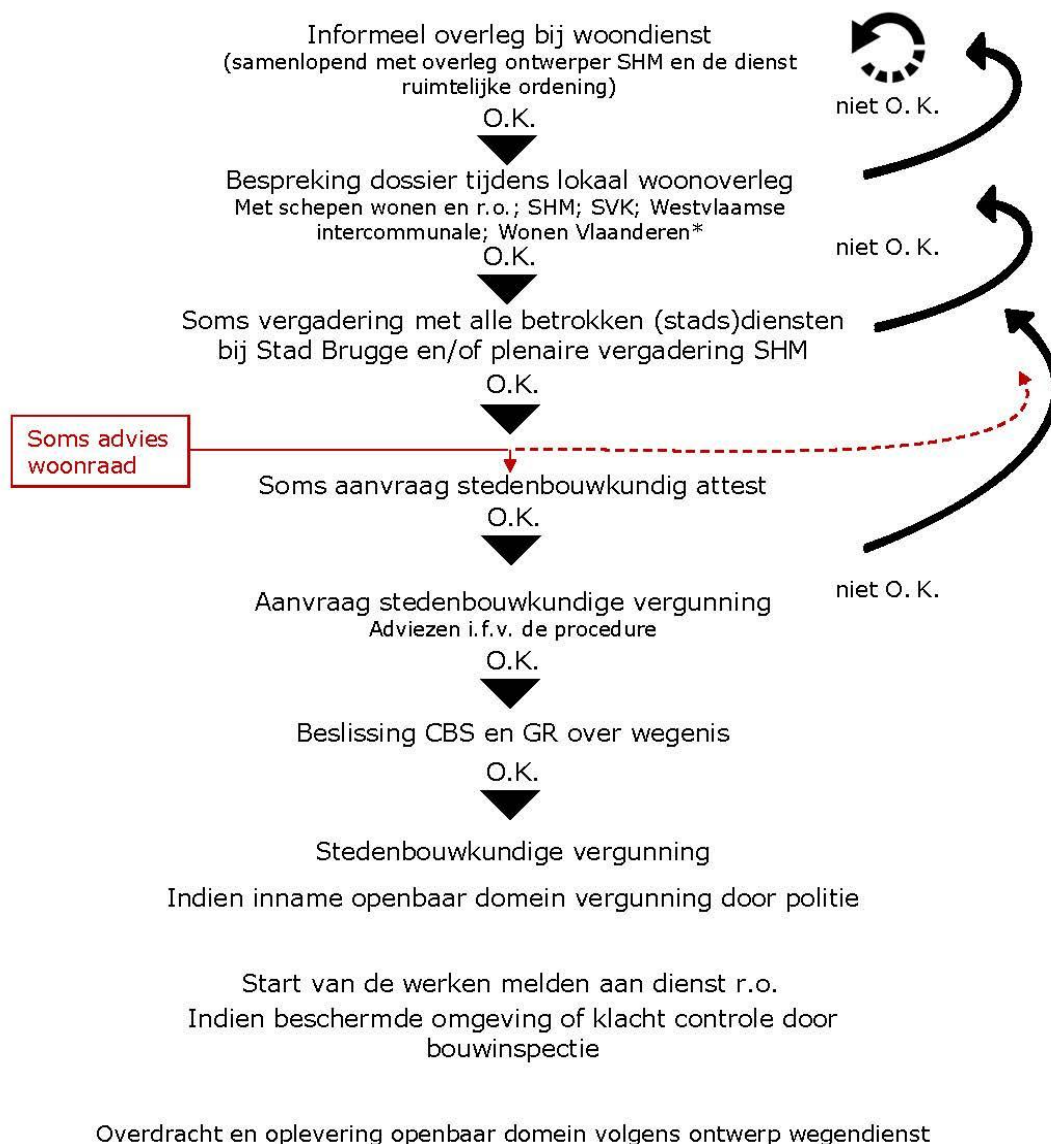 Informeel overleg bij woondienst
(samenlopend met overleg ontwerper SHM en de dienst
ruimtelijke ordening)
O.K.
niet O. K.
Bespreking dossier tijdens lokaal woonoverleg
Met schepen wonen en r.o.; SHM; SVK; Westvlaamse
intercommunale; Wonen Vlaanderen*
O.K.
niet O. K.
Soms vergadering met alle betrokken (stads)diensten
bij Stad Brugge en/of plenaire vergadering SHM
O.K.
Soms advies
woonraad
Soms aanvraag stedenbouwkundig attest
O.K.
niet O. K.
Aanvraag stedenbouwkundige vergunning
Adviezen i.f.v. de procedure
O.K.
Beslissing CBS en GR over wegenis
O.K.
Stedenbouwkundige vergunning
Indien inname openbaar domein vergunning door politie
Start van de werken melden aan dienst r.o.
Indien beschermde omgeving of klacht controle door
bouwinspectie
Overdracht en oplevering openbaar domein volgens ontwerp wegendienst